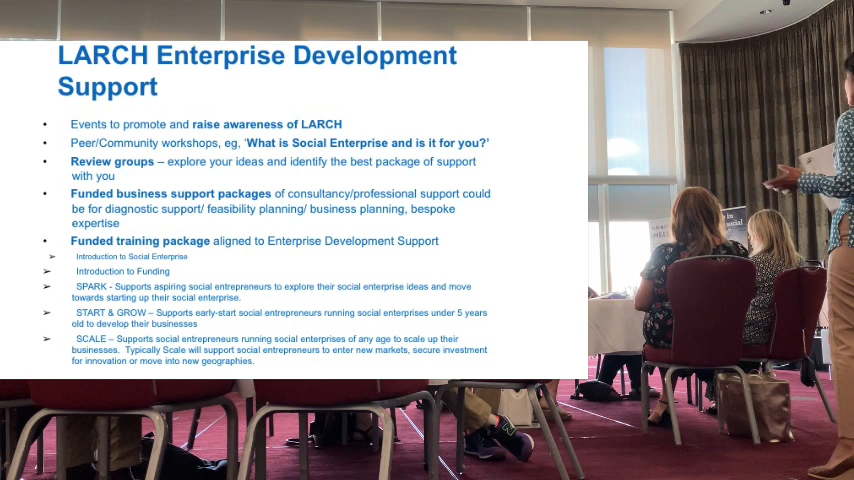 LARCH Enterprise Development
Support
• Events to promote and raise awareness of LARCH
• Peer/Community workshops, eg, ‘What is Social Enterprise and is it for you?’
• Review groups – explore your ideas and identify the best package of support
with you
• Funded business support packages of consultancy/professional support could
be for diagnostic support/ feasibility planning/ business planning, bespoke
expertise
• Funded training package aligned to Enterprise Development Support
➢ Introduction to Social Enterprise
➢ Introduction to Funding
➢ SPARK - Supports aspiring social entrepreneurs to explore their social enterprise ideas and move
towards starting up their social enterprise.
➢ START & GROW – Supports early-start social entrepreneurs running social enterprises under 5 years
old to develop their businesses
➢ SCALE – Supports social entrepreneurs running social enterprises of any age to scale up their
businesses. Typically Scale will support social entrepreneurs to enter new markets, secure investment
for innovation or move into new geographies.
in
social